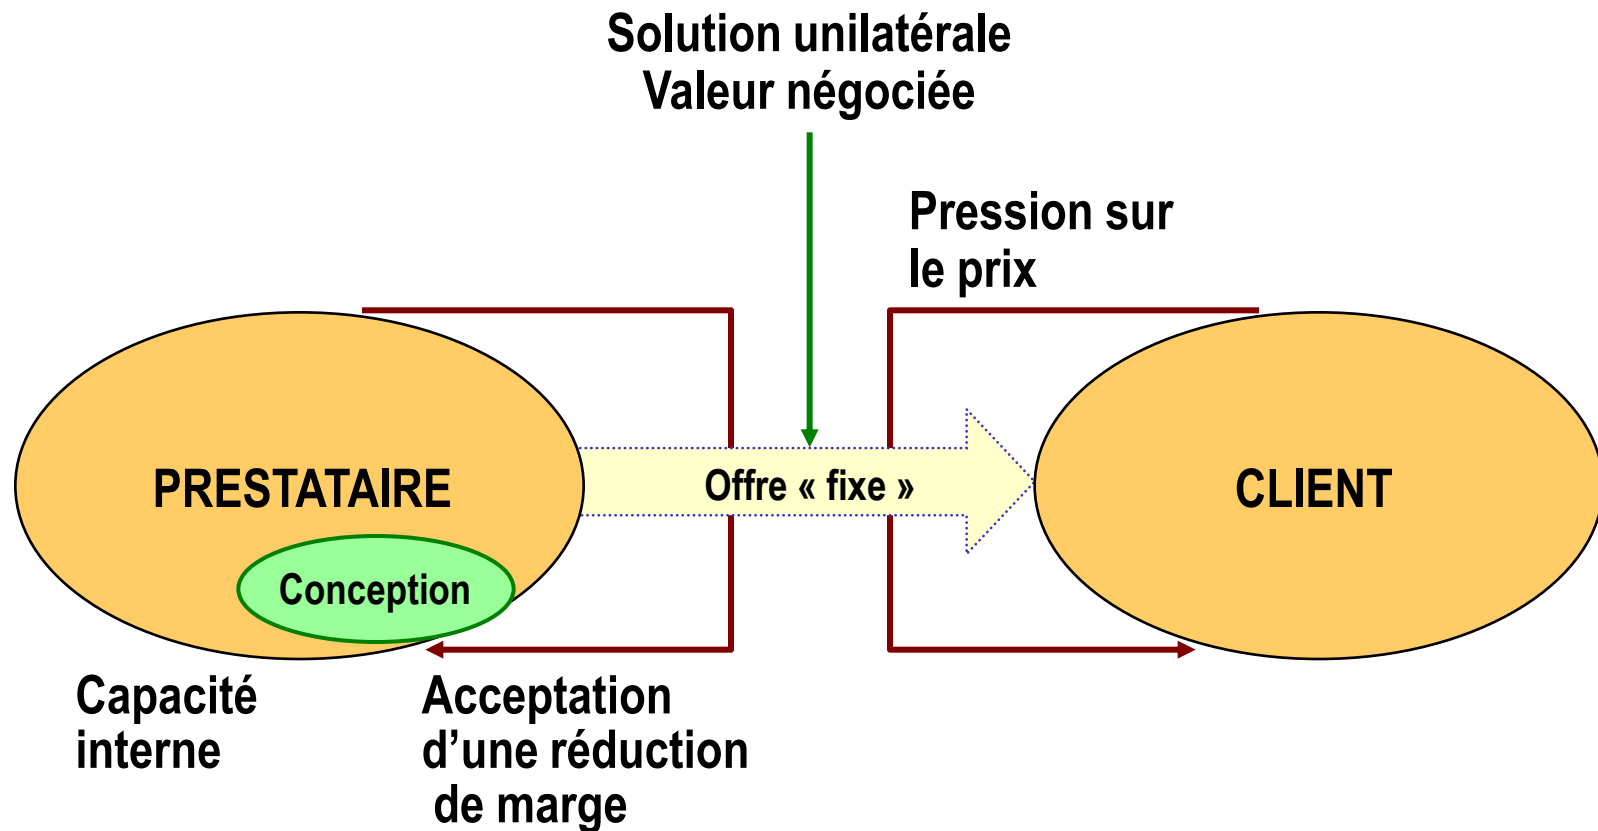 Solution unilatérale
Valeur négociée
Pression sur
le prix
PRESTATAIRE
Offre « fixe »
CLIENT
Conception
Capacité
interne
Acceptation
d’une réduction
de marge